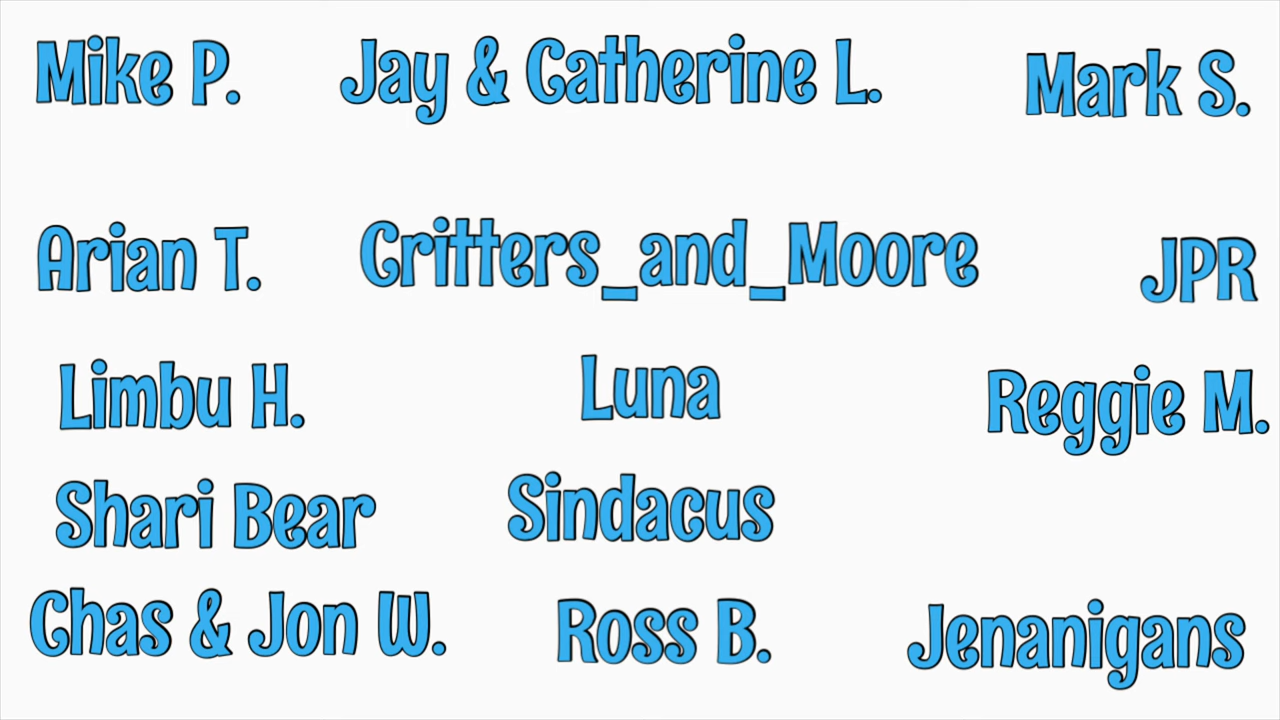 Mike P. Jay & Catherine L. Mark S.
Arian T. Critters_and_Moore JPR
Limbu H. Luna Reggie M.
Shari Bear Sindacus
Chas & Jon W. Ross B. Jenanigans